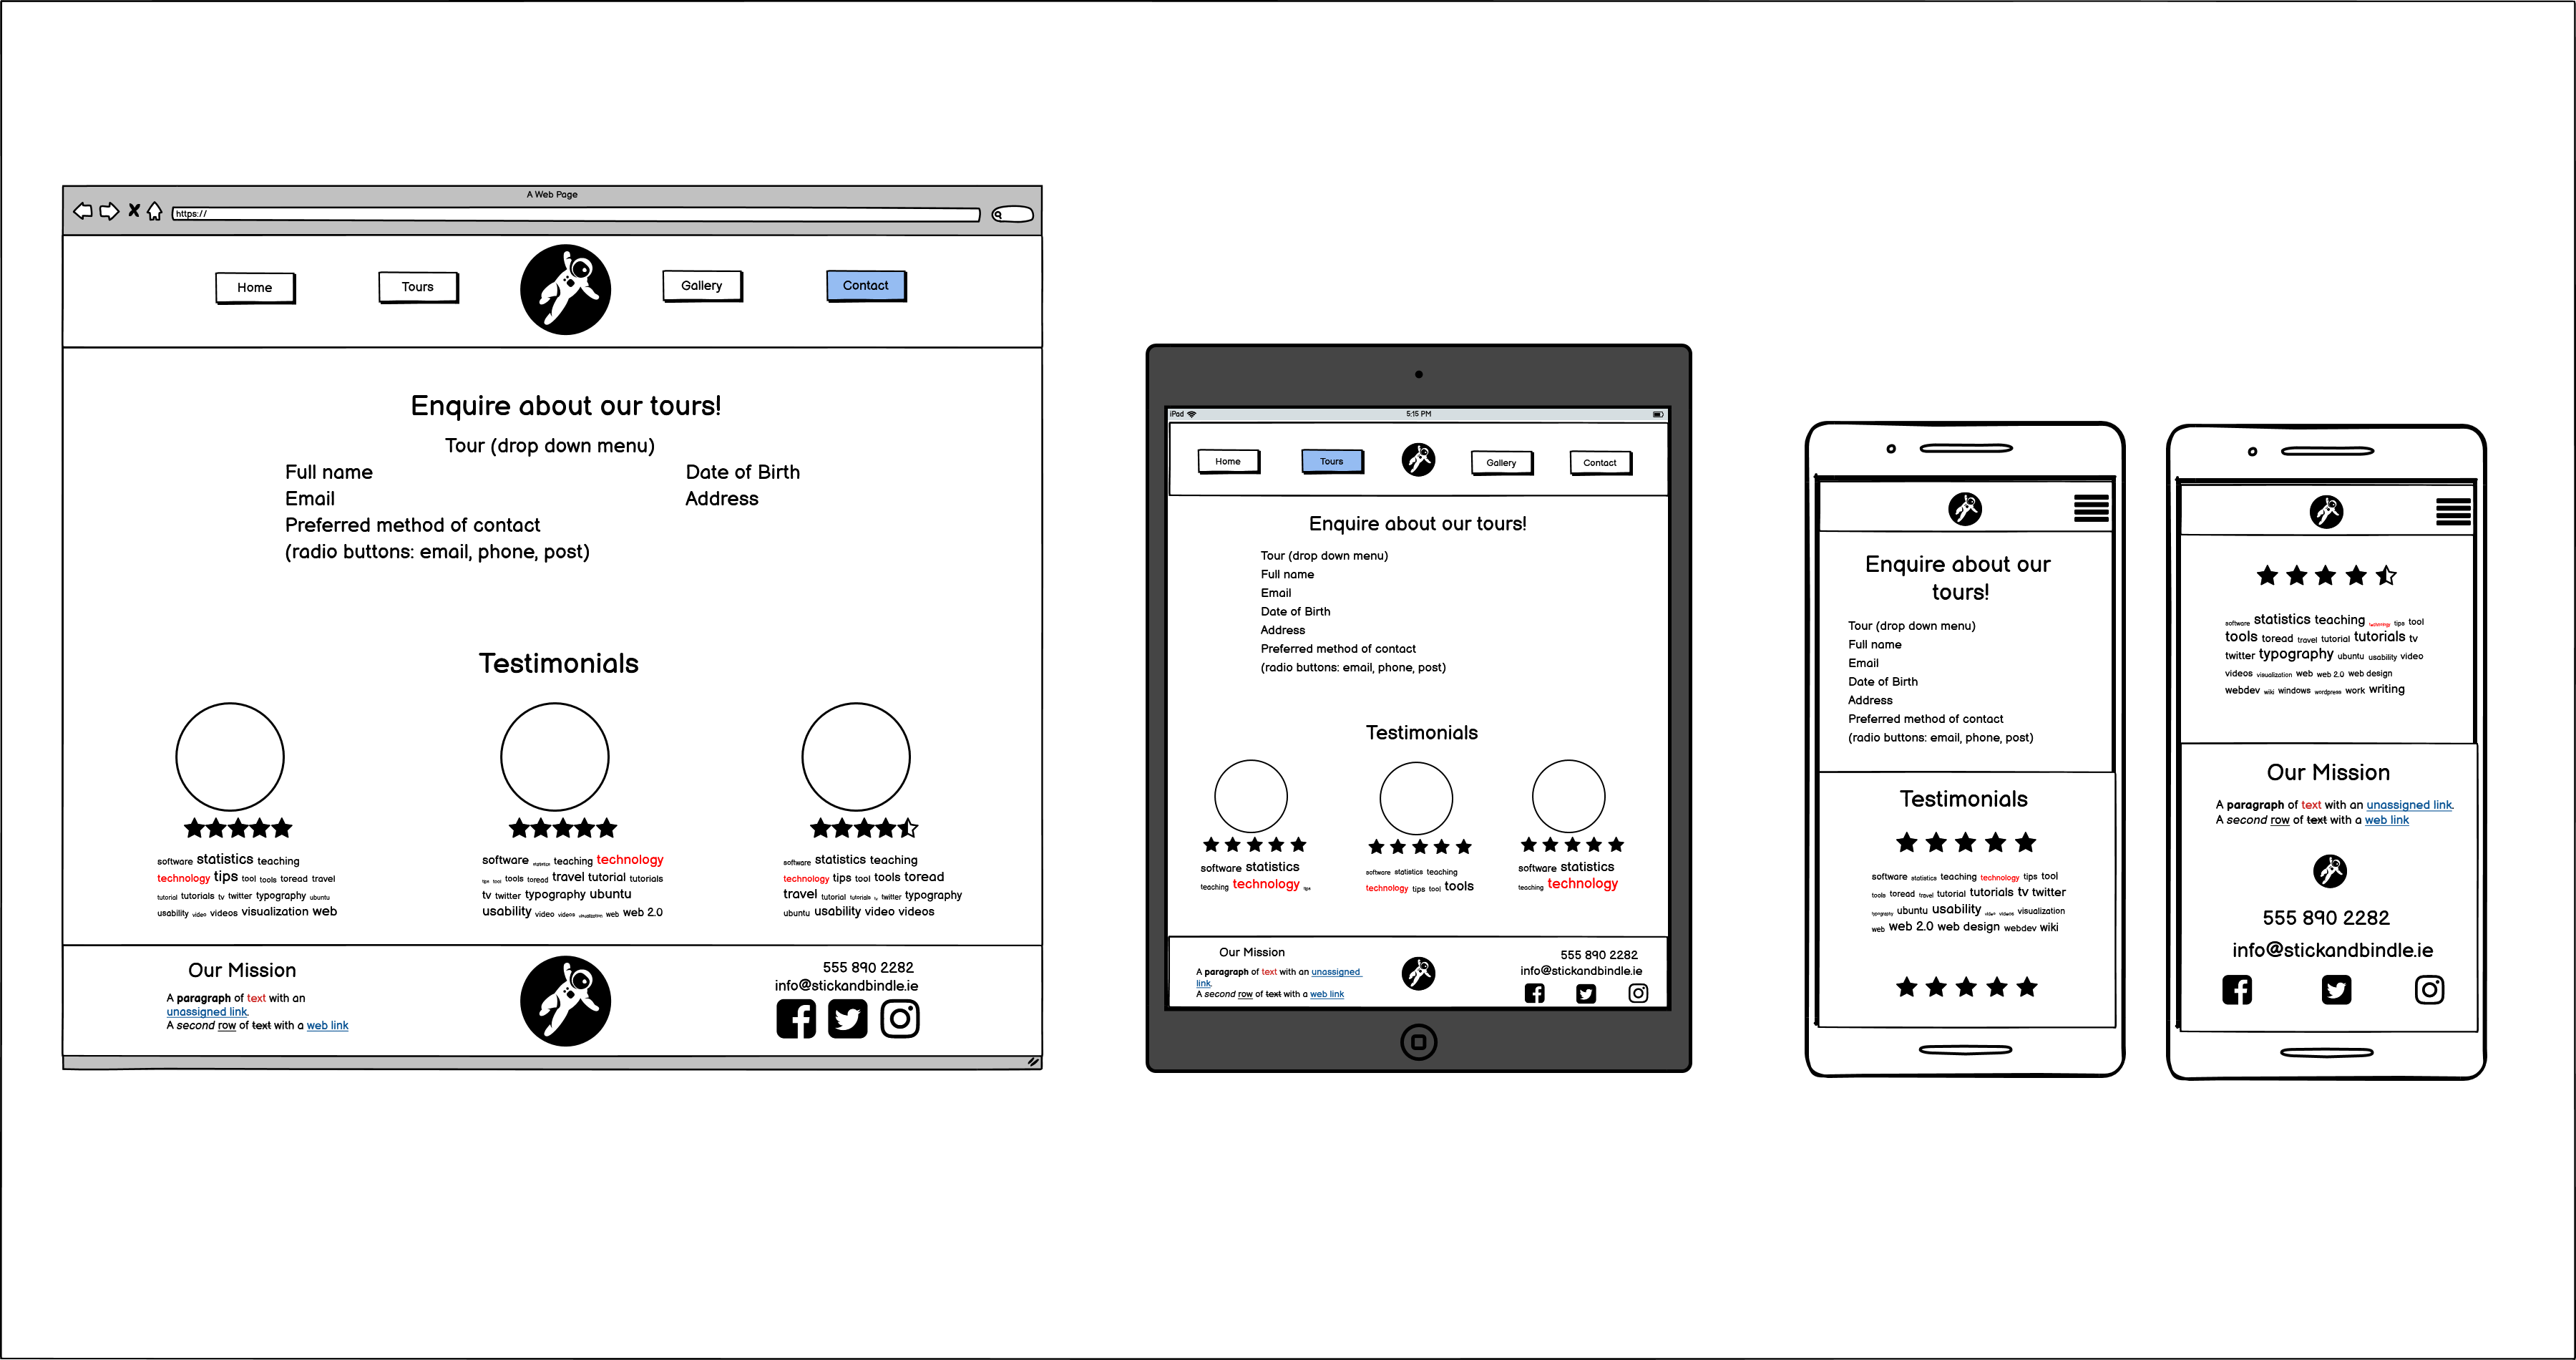 A Web Page
https://
Home
Tours
Gallery
Contact
Enquire about our tours!
Tour (drop down menu)
Full name
Date of Birth
Email
Address
Preferred method of contact
(radio buttons: email, phone, post)
Testimonials
software statistics teaching
technology tips tool tools toread travel
tutorial tutorials tv twitter typography ubuntu
usability video videos visualization web
software statistics teaching technology
tips tool tools toread travel tutorial tutorials
tv twitter typography ubuntu
usability video videos visualization web web 2.0
software statistics teaching
technology tips tool tools toread
travel tutorial tutorials tv twitter typography
ubuntu usability video videos
Our Mission
A paragraph of text with an
unassigned link.
A second row of text with a web link
555 890 2282
info@stickandbindle.ie
iPad
5:15 PM
Home
Tours
Gallery
Contact
Enquire about our tours!
Tour (drop down menu)
Full name
Email
Date of Birth
Address
Preferred method of contact
(radio buttons: email, phone, post)
Testimonials
software statistics
teaching technology tips
software statistics teaching
technology tips tool tools
software statistics
teaching technology
Our Mission
A paragraph of text with an unassigned
link.
A second row of text with a web link
555 890 2282
info@stickandbindle.ie
Enquire about our
tours!
Tour (drop down menu)
Full name
Email
Date of Birth
Address
Preferred method of contact
(radio buttons: email, phone, post)
Testimonials
software statistics teaching technology tips tool
tools toread travel tutorial tutorials tv twitter
typography ubuntu usability video videos visualization
web web 2.0 web design webdev wiki
software statistics teaching technology tips tool
tools toread travel tutorial tutorials tv
twitter typography ubuntu usability video
videos visualization web web 2.0 web design
webdev wiki windows wordpress work writing
Our Mission
A paragraph of text with an unassigned link.
A second row of text with a web link
555 890 2282
info@stickandbindle.ie